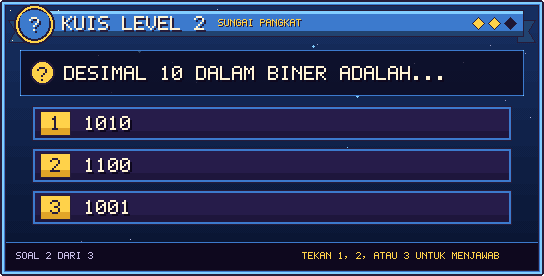 ? KUIS LEVEL 2 SUNGAI PANGKAT
? DESIMAL 10 DALAM BINER ADALAH...
1 1010
2 1100
3 1001
SOAL 2 DARI 3 TEKAN 1, 2, ATAU 3 UNTUK MENJAWAB